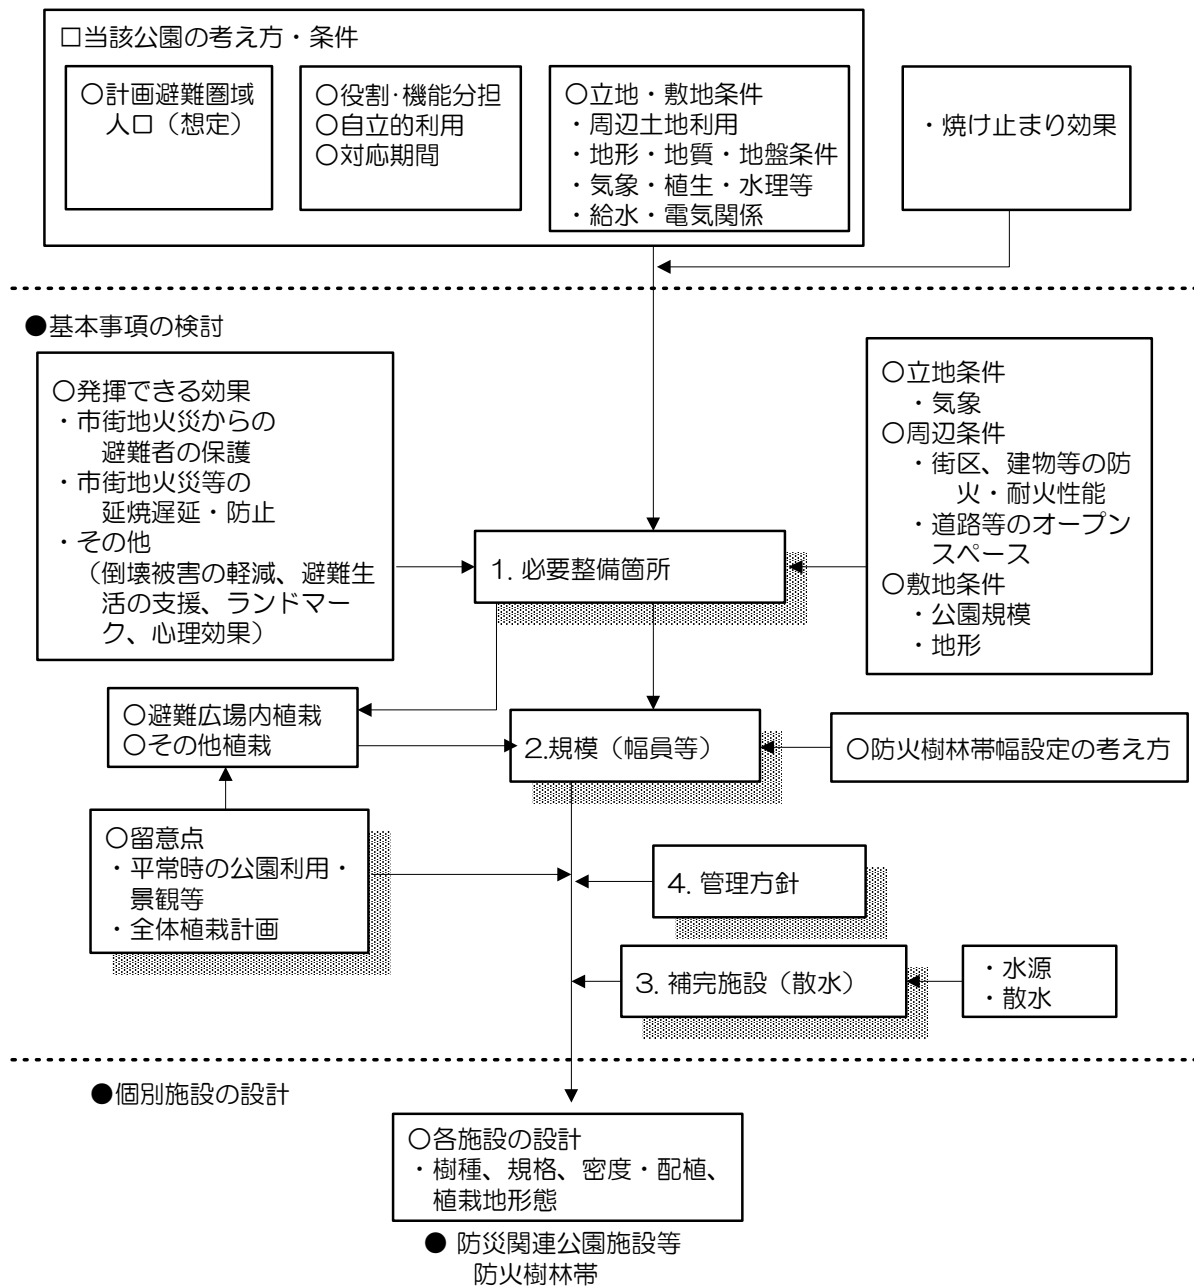 □当該公園の考え方・条件
○計画避難圏域
人口（想定）
○役割・機能分担
○自立的利用
○対応期間
○立地・敷地条件
・周辺土地利用
・地形・地質・地盤条件
・気象・植生・水理等
・給水・電気関係
・焼け止まり効果
●基本事項の検討
○発揮できる効果
・市街地火災からの
避難者の保護
・市街地火災等の
延焼遅延・防止
・その他
（倒壊被害の軽減、避難生
活の支援、ランドマー
ク、心理効果）
1. 必要整備箇所
○立地条件
・気象
○周辺条件
・街区、建物等の防
火・耐火性能
・道路等のオープン
スペース
○敷地条件
・公園規模
・地形
○避難広場内植栽
○その他植栽
2.規模（幅員等）
○防火樹林帯幅設定の考え方
○留意点
・平常時の公園利用・
景観等
・全体植栽計画
4. 管理方針
3. 補完施設（散水）
・水源
・散水
●個別施設の設計
○各施設の設計
・樹種、規格、密度・配植、
植栽地形態
● 防災関連公園施設等
防火樹林帯